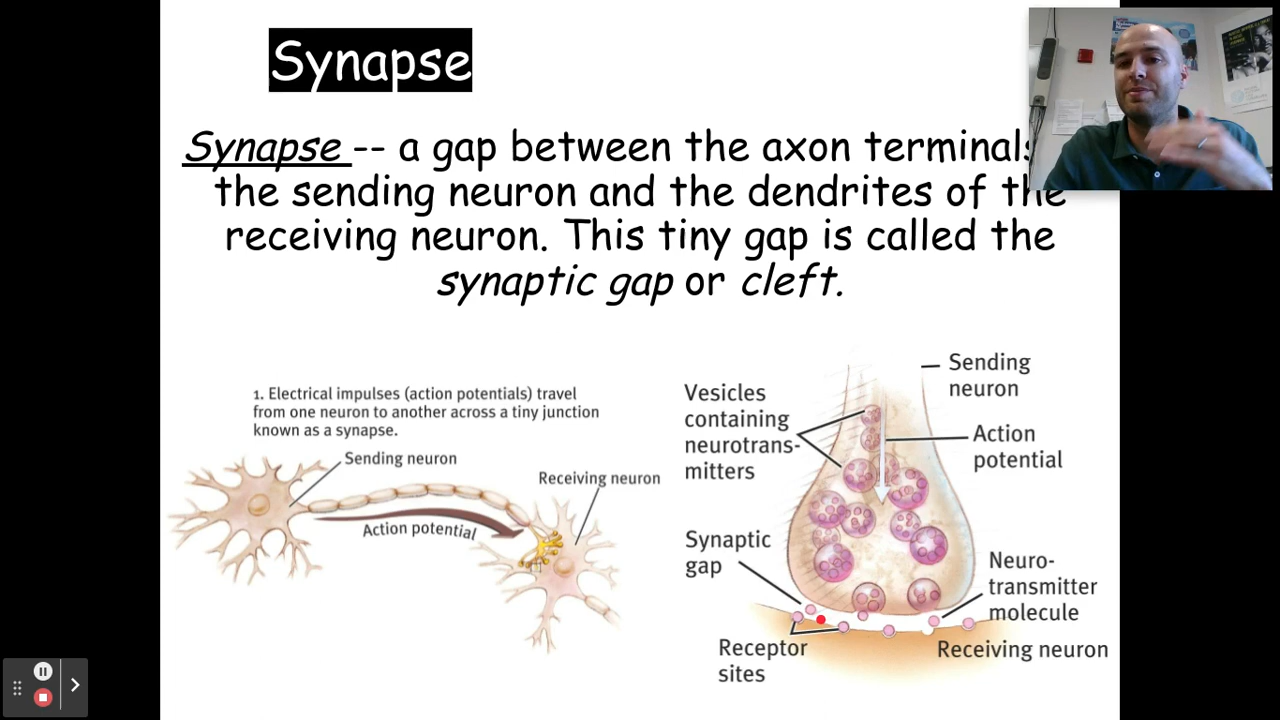 Synapse
Synapse -- a gap between the axon terminals
the sending neuron and the dendrites of the
receiving neuron. This tiny gap is called the
synaptic gap or cleft.
1. Electrical impulses (action potentials) travel
from one neuron to another across a tiny junction
known as a synapse.
Sending neuron
Receiving neuron
Action potential
Vesicles
containing
neurotrans-
mitters
Sending
neuron
Action
potential
Synaptic
gap
Neuro-
transmitter
molecule
Receptor
sites
Receiving neuron